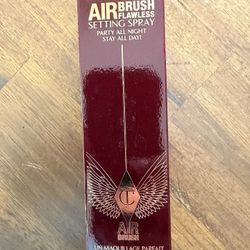 AIRBRUSH
FLAWLESS
SETTING SPRAY
PARTY ALL NIGHT
STAY ALL DAY!
CT
AIR
BRUSH
UN MAQUILLAGE PARFAIT